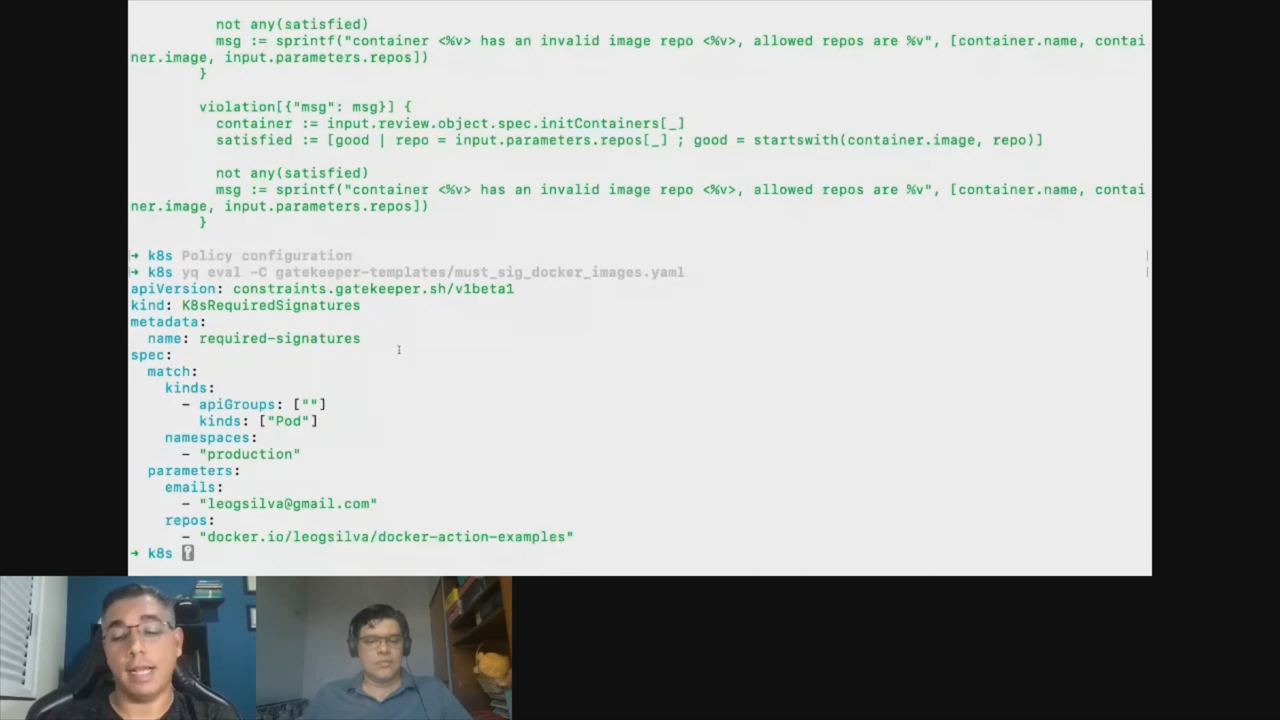 not any(satisfied)
msg := sprintf("container <%v> has an invalid image repo <%v>, allowed repos are %v", [container.name, contai
ner.image, input.parameters.repos])
}
violation[{"msg": msg}] {
container := input.review.object.spec.initContainers[_]
satisfied := [good | repo = input.parameters.repos[_] ; good = startswith(container.image, repo)]
not any(satisfied)
msg := sprintf("container <%v> has an invalid image repo <%v>, allowed repos are %v", [container.name, contai
ner.image, input.parameters.repos])
}
➜ k8s Policy configuration
➜ k8s yq eval -C gatekeeper-templates/must_sig_docker_images.yaml
apiVersion: constraints.gatekeeper.sh/v1beta1
kind: K8sRequiredSignatures
metadata:
name: required-signatures
spec:
match:
kinds:
- apiGroups: [""]
kinds: ["Pod"]
namespaces:
- "production"
parameters:
emails:
- "leogsilva@gmail.com"
repos:
- "docker.io/leogsilva/docker-action-examples"
➜ k8s